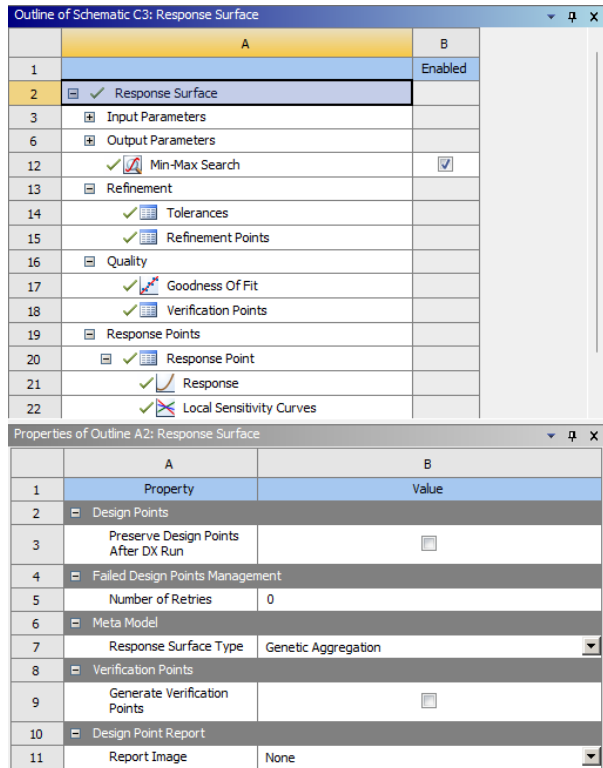 Outline of Schematic C3: Response Surface
A B
1 Enabled
2 Response Surface
3 Input Parameters
6 Output Parameters
12 Min-Max Search
13 Refinement
14 Tolerances
15 Refinement Points
16 Quality
17 Goodness Of Fit
18 Verification Points
19 Response Points
20 Response Point
21 Response
22 Local Sensitivity Curves
Properties of Outline A2: Response Surface
A B
1 Property Value
2 Design Points
3 Preserve Design Points
After DX Run
4 Failed Design Points Management
5 Number of Retries 0
6 Meta Model
7 Response Surface Type Genetic Aggregation
8 Verification Points
9 Generate Verification
Points
10 Design Point Report
11 Report Image None